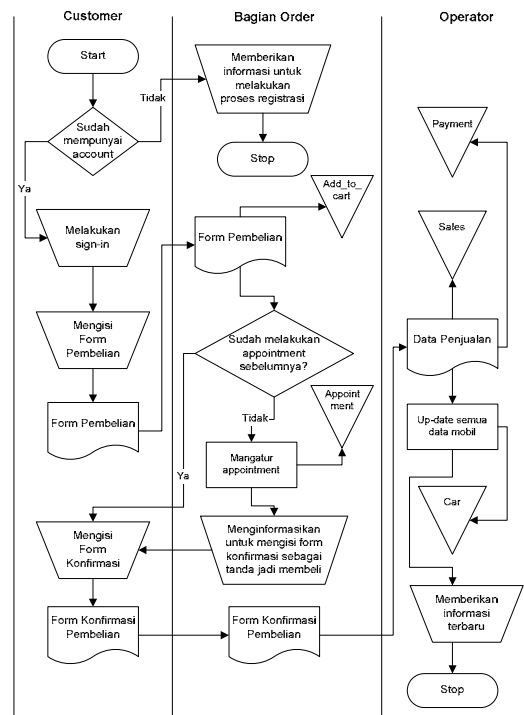 Customer
Bagian Order
Operator
Start
Memberikan
informasi untuk
melakukan
proses registrasi
Tidak
Sudah
mempunyai
account
Stop
Payment
Ya
Add_to_
cart
Melakukan
sign-in
Form Pembelian
Sales
Mengisi
Form
Pembelian
Sudah melakukan
appointment
sebelumnya?
Data Penjualan
Form Pembelian
Appoint
ment
Tidak
Up-date semua
data mobil
Mangatur
appointment
Ya
Car
Mengisi
Form
Konfirmasi
Menginformasikan
untuk mengisi form
konfirmasi sebagai
tanda jadi membeli
Memberikan
informasi
terbaru
Form Konfirmasi
Pembelian
Form Konfirmasi
Pembelian
Stop